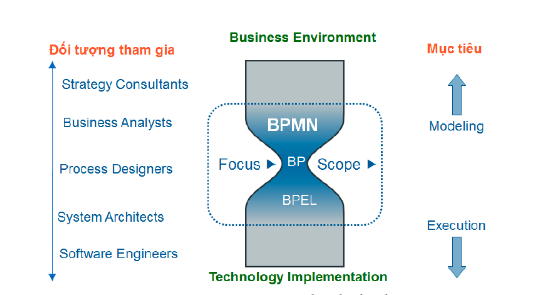 Business Environment
Đối tượng tham gia
Mục tiêu
Strategy Consultants
Business Analysts
BPMN
Modeling
Process Designers
Focus
BP
Scope
BPEL
System Architects
Execution
Software Engineers
Technology Implementation